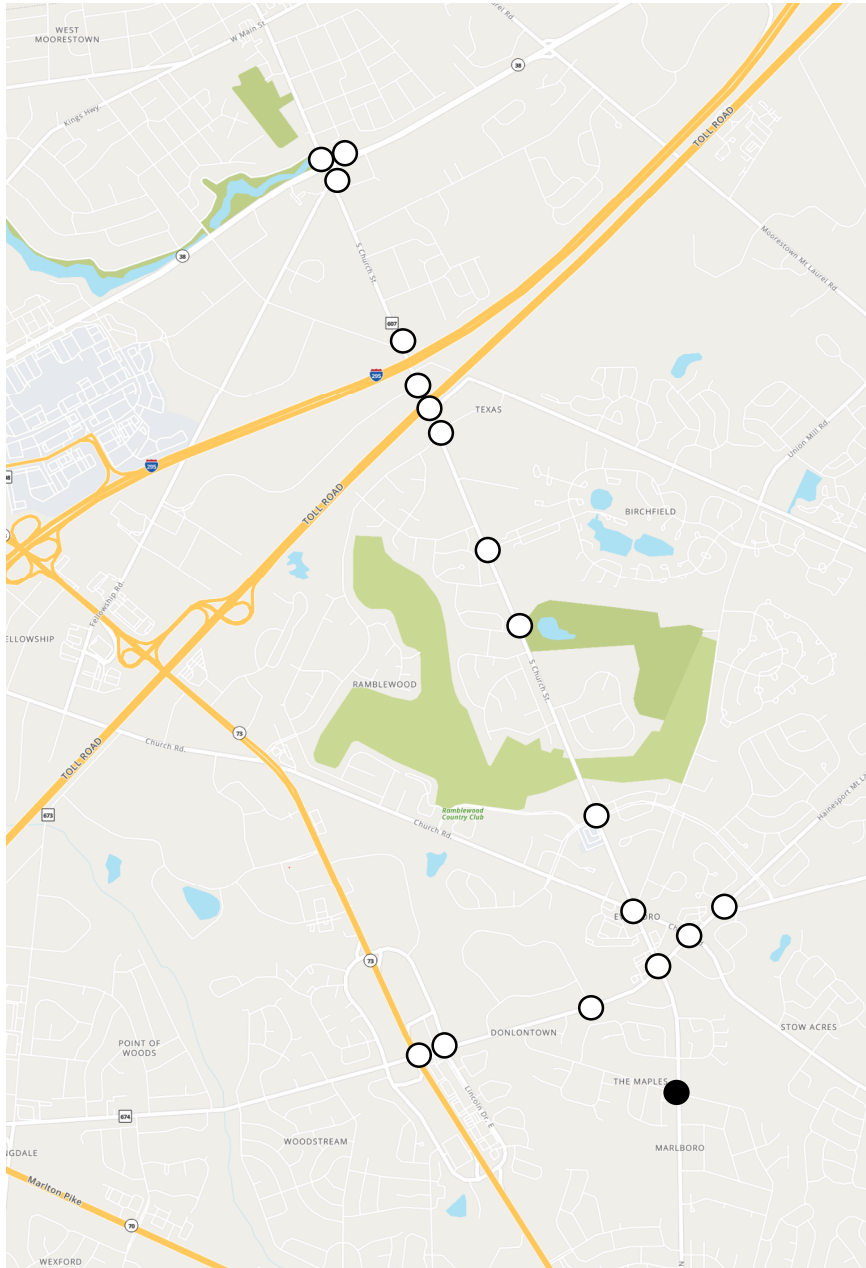 WEST
MOORESTOWN
W Main St.
Kings Hwy.
38
TOLL ROAD
38
S Church St.
Moorestown Mt Laurel Rd.
607
295
TEXAS
295
Union Mill Rd.
TOLL ROAD
BIRCHFIELD
Fellowship Rd.
ELLOWSHIP
S Church St.
RAMBLEWOOD
73
Church Rd.
TOLL ROAD
673
Ramblewood
Country Club
Church Rd.
Hainesport Mt La
73
DONLONTOWN
STOW ACRES
POINT OF
WOODS
THE MAPLES
674
Lincoln Dr. E
WOODSTREAM
MARLBORO
NGDALE
Marlton Pike
70
WEXFORD
N